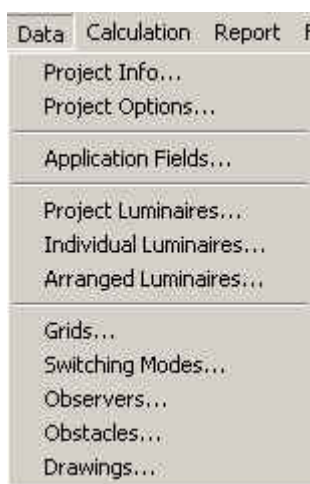 Data Calculation Report
Project Info...
Project Options...
Application Fields...
Project Luminaires...
Individual Luminaires...
Arranged Luminaires...
Grids...
Switching Modes...
Observers...
Obstacles...
Drawings...